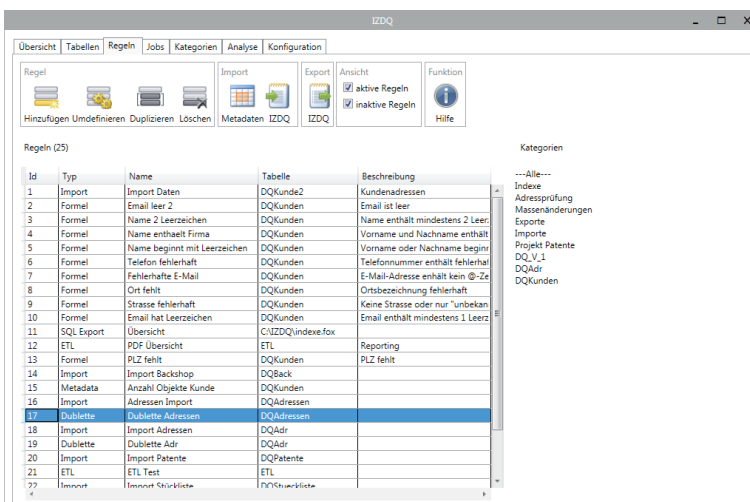 IZDQ
Übersicht Tabellen Regeln Jobs Kategorien Analyse Konfiguration
Regel Import Export Ansicht Funktion
aktive Regeln
inaktive Regeln
Hinzufügen Umdefinieren Duplizieren Löschen Metadaten IZDQ IZDQ Hilfe
Regeln (25) Kategorien
Id Typ Name Tabelle Beschreibung
1 Import Import Daten DQKunde2 Kundenadressen
2 Formel Email leer 2 DQKunden Email ist leer
3 Formel Name 2 Leerzeichen DQKunden Name enthält mindestens 2 Leer:
4 Formel Name enthaelt Firma DQKunden Vorname und Nachname enthält
5 Formel Name beginnt mit Leerzeichen DQKunden Vorname oder Nachname beginr
6 Formel Telefon fehlerhaft DQKunden Telefonnummer enthält fehlerhaf
7 Formel Fehlerhafte E-Mail DQKunden E-Mail-Adresse enhält kein @-Ze
8 Formel Ort fehlt DQKunden Ortsbezeichnung fehlerhaft
9 Formel Strasse fehlerhaft DQKunden Keine Strasse oder nur "unbekan
10 Formel Email hat Leerzeichen DQKunden Email enthält mindestens 1 Leerz
11 SQL Export Übersicht C:\IZDQ\indexe.fox
12 ETL PDF Übersicht ETL Reporting
13 Formel PLZ fehlt DQKunden PLZ fehlt
14 Import Import Backshop DQBack
15 Metadata Anzahl Objekte Kunde DQKunden
16 Import Adressen Import DQAdressen
17 Dublette Dublette Adressen DQAdressen
18 Import Import Adressen DQAdr
19 Dublette Dublette Adr DQAdr
20 Import Import Patente DQPatente
21 ETL ETL Test ETL
22 Import Import Stückliste DQStueckliste
---Alle---
Indexe
Adressprüfung
Massenänderungen
Exporte
Importe
Projekt Patente
DQ_V_1
DQAdr
DQKunden